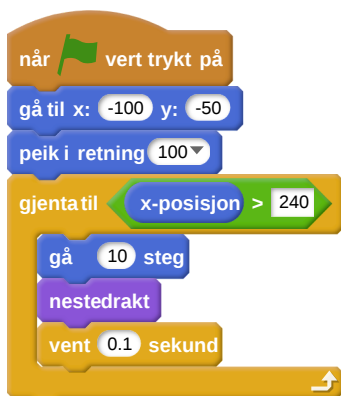 når vert trykt på
gå til x: -100 y: -50
peik i retning 100
gjenta til x-posisjon > 240
gå 10 steg
nestedrakt
vent 0.1 sekund